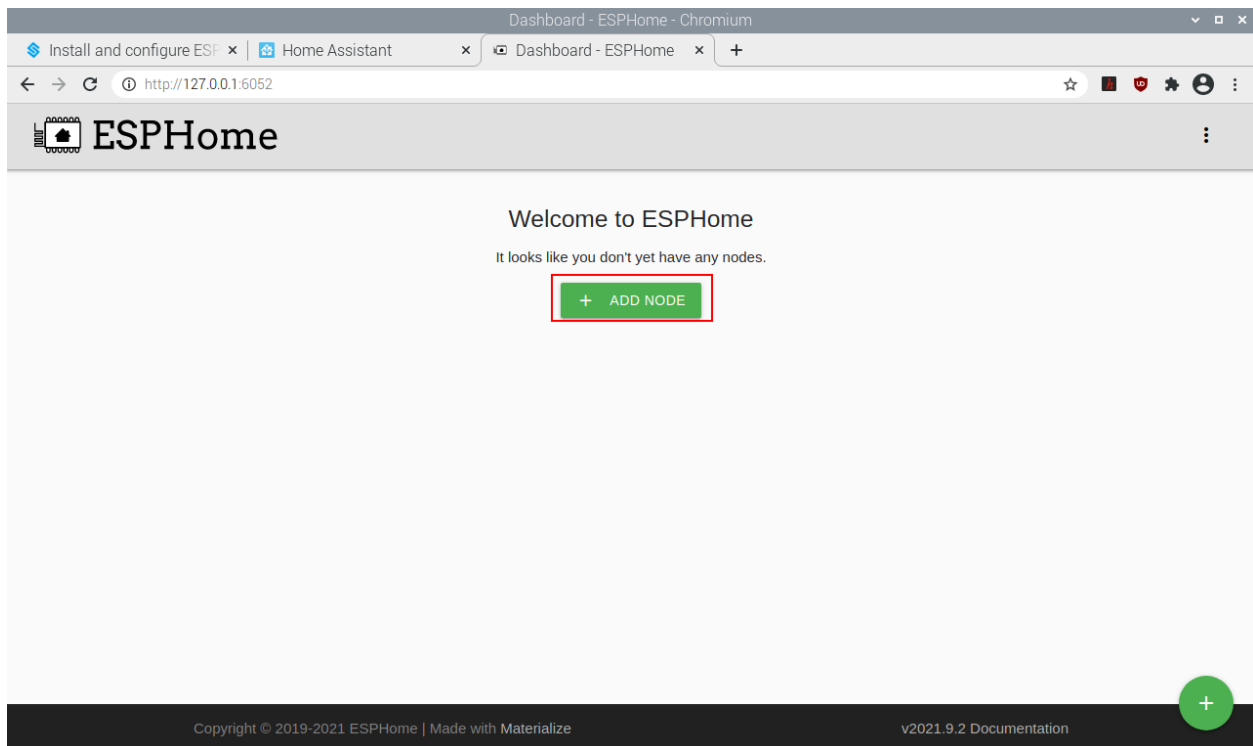 Dashboard - ESPHome - Chromium
Install and configure ESP
Home Assistant
Dashboard - ESPHome
http://127.0.0.1:6052
ESPHome
Welcome to ESPHome
It looks like you don't yet have any nodes.
+ ADD NODE
+
Copyright © 2019-2021 ESPHome | Made with Materialize
v2021.9.2 Documentation